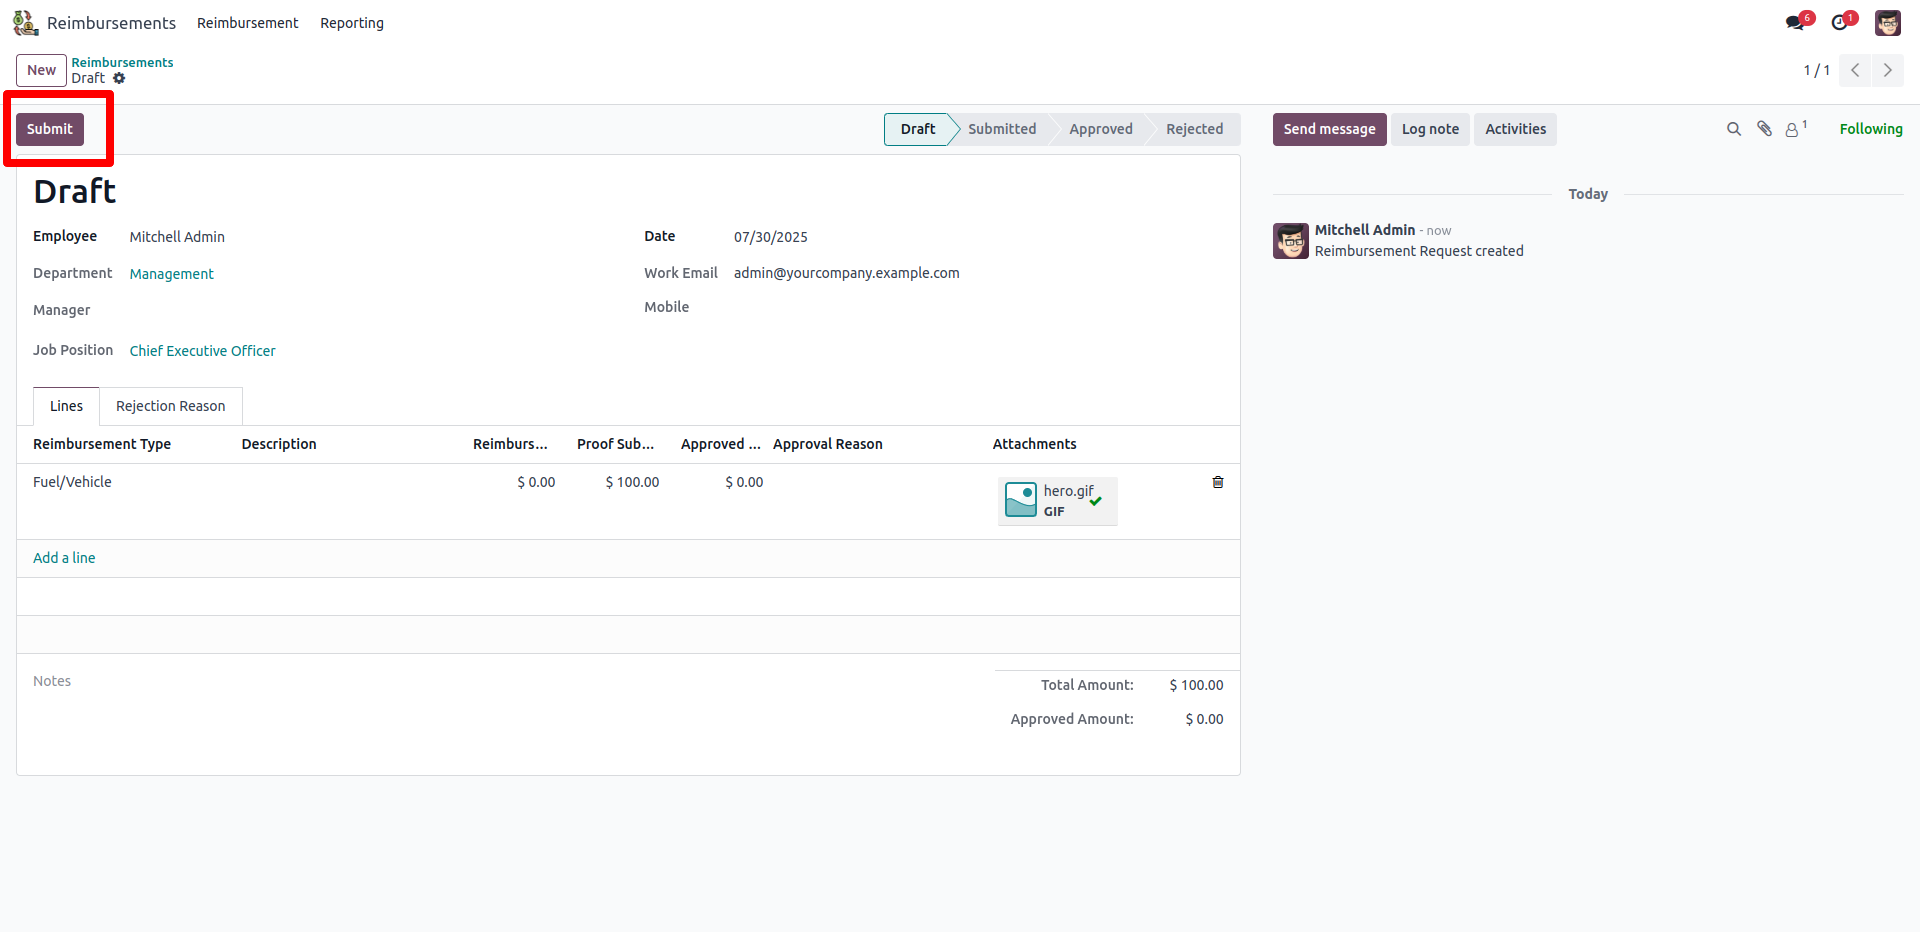 Reimbursements Reimbursement Reporting 6 1
New Reimbursements
Draft 1 / 1
Submit Draft Submitted Approved Rejected Send message Log note Activities 1 Following
Draft
Employee Mitchell Admin Date 07/30/2025
Department Management Work Email admin@yourcompany.example.com
Manager Mobile
Job Position Chief Executive Officer
Today
Mitchell Admin - now
Reimbursement Request created
Lines Rejection Reason
Reimbursement Type Description Reimburs... Proof Sub... Approved ... Approval Reason Attachments
Fuel/Vehicle $ 0.00 $ 100.00 $ 0.00 hero.gif
GIF
Add a line
Notes Total Amount: $ 100.00
Approved Amount: $ 0.00